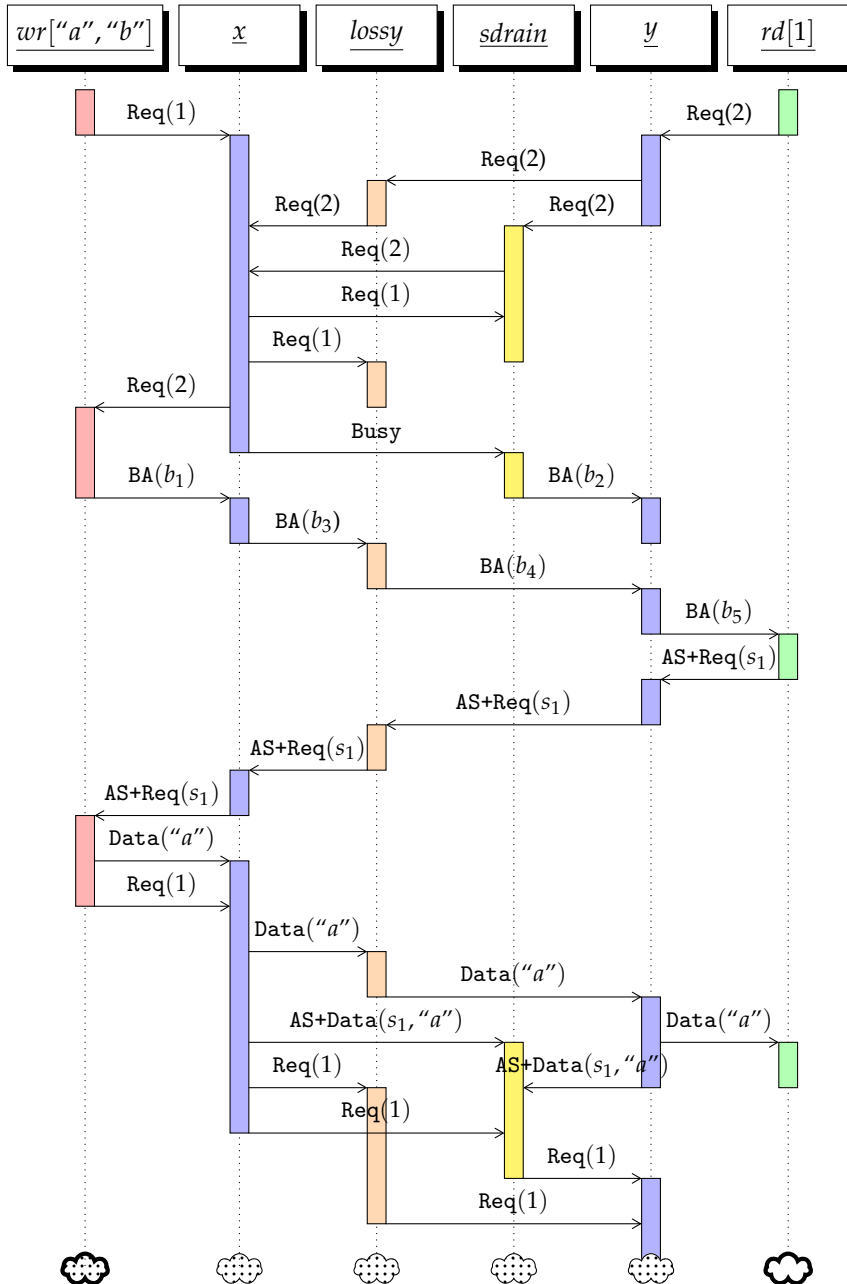 wr[“a”, “b”] x lossy sdrain y rd[1]
Req(1) Req(2)
Req(2)
Req(2) Req(2)
Req(2)
Req(1)
Req(1)
Req(2)
Busy
BA(b₁) BA(b₂)
BA(b₃)
BA(b₄)
BA(b₅)
AS+Req(s₁)
AS+Req(s₁)
AS+Req(s₁)
AS+Req(s₁)
Data(“a”)
Req(1)
Data(“a”)
Data(“a”)
AS+Data(s₁, “a”) Data(“a”)
Req(1) AS+Data(s₁, “a”)
Req(1)
Req(1)
Req(1)